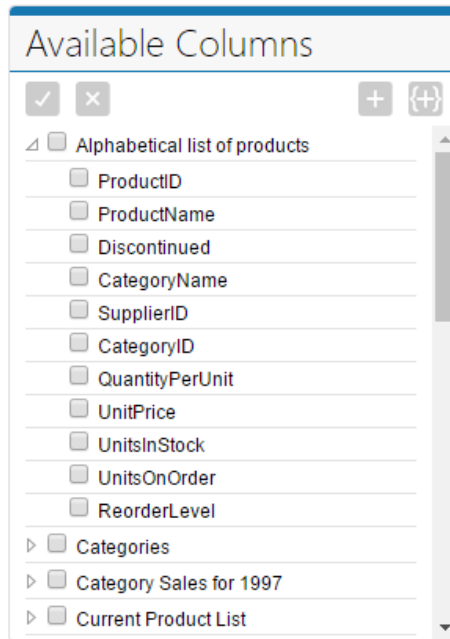 Available Columns
Alphabetical list of products
ProductID
ProductName
Discontinued
CategoryName
SupplierID
CategoryID
QuantityPerUnit
UnitPrice
UnitsInStock
UnitsOnOrder
ReorderLevel
Categories
Category Sales for 1997
Current Product List